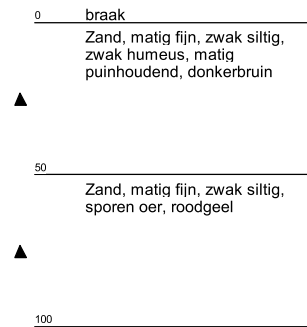 0 braak
Zand, matig fijn, zwak siltig,
zwak humeus, matig
puinhoudend, donkerbruin
50
Zand, matig fijn, zwak siltig,
sporen oer, roodgeel
100